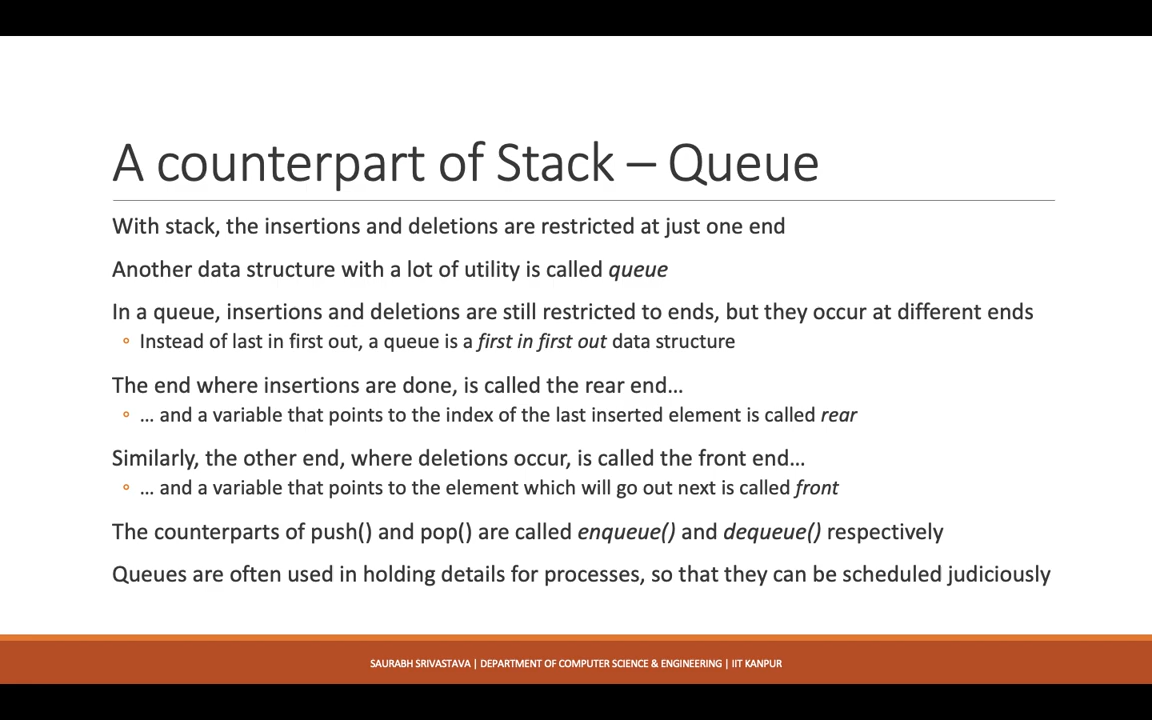 A counterpart of Stack – Queue
With stack, the insertions and deletions are restricted at just one end
Another data structure with a lot of utility is called queue
In a queue, insertions and deletions are still restricted to ends, but they occur at different ends
Instead of last in first out, a queue is a first in first out data structure
The end where insertions are done, is called the rear end…
… and a variable that points to the index of the last inserted element is called rear
Similarly, the other end, where deletions occur, is called the front end…
… and a variable that points to the element which will go out next is called front
The counterparts of push() and pop() are called enqueue() and dequeue() respectively
Queues are often used in holding details for processes, so that they can be scheduled judiciously
SAURABH SRIVASTAVA | DEPARTMENT OF COMPUTER SCIENCE & ENGINEERING | IIT KANPUR